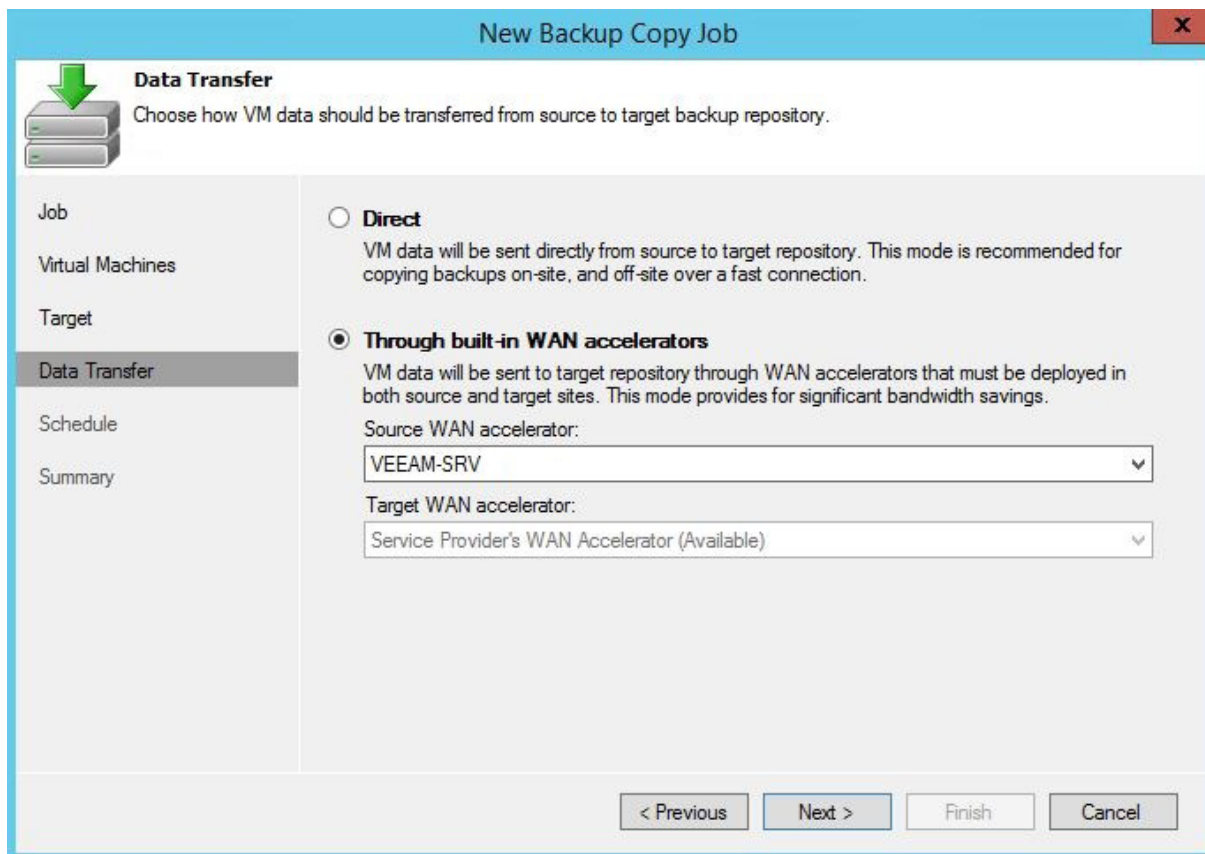 New Backup Copy Job
X
Data Transfer
Choose how VM data should be transferred from source to target backup repository.
Job
Virtual Machines
Target
Data Transfer
Schedule
Summary
Direct
VM data will be sent directly from source to target repository. This mode is recommended for
copying backups on-site, and off-site over a fast connection.
Through built-in WAN accelerators
VM data will be sent to target repository through WAN accelerators that must be deployed in
both source and target sites. This mode provides for significant bandwidth savings.
Source WAN accelerator:
VEEAM-SRV
Target WAN accelerator:
Service Provider's WAN Accelerator (Available)
< Previous
Next >
Finish
Cancel